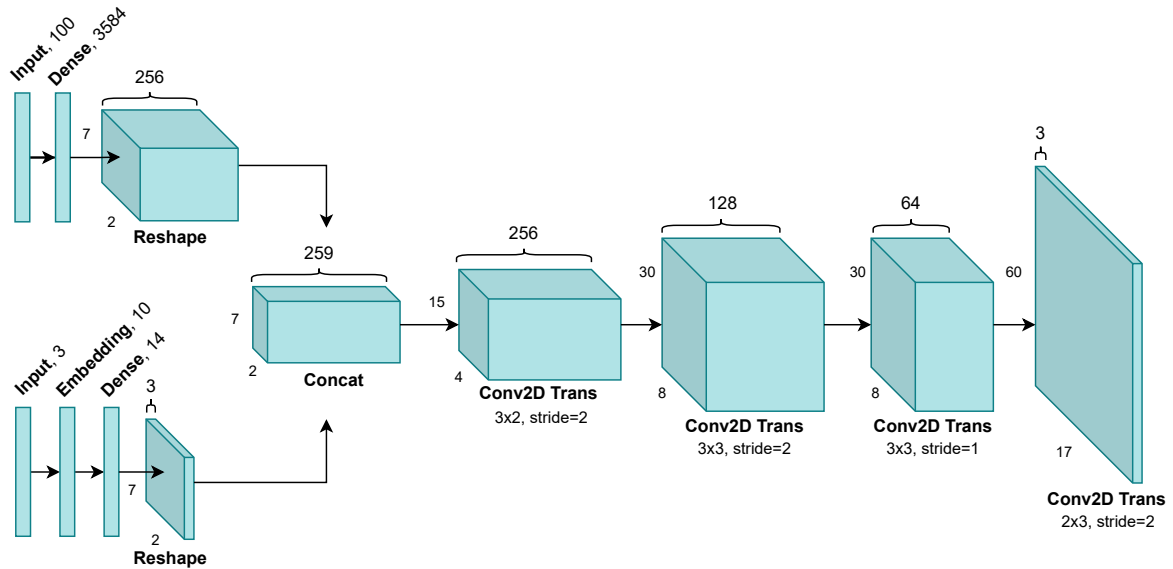 Input, 100
Dense, 3584
256
7
2
Reshape
Input, 3
Embedding, 10
Dense, 14
3
7
2
Reshape
259
7
2
Concat
256
15
4
Conv2D Trans
3x2, stride=2
128
30
8
Conv2D Trans
3x3, stride=2
64
30
8
Conv2D Trans
3x3, stride=1
3
60
17
Conv2D Trans
2x3, stride=2